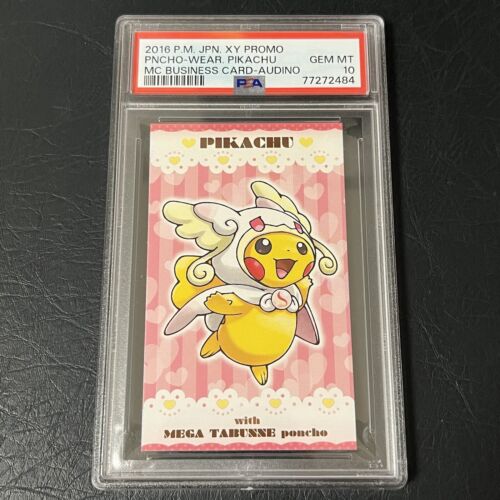 2016 P.M. JPN. XY PROMO
PNCHO-WEAR. PIKACHU GEM MT
MC BUSINESS CARD-AUDINO 10
PSA 77272484
PIKACHU
with
MEGA TABUNNE poncho